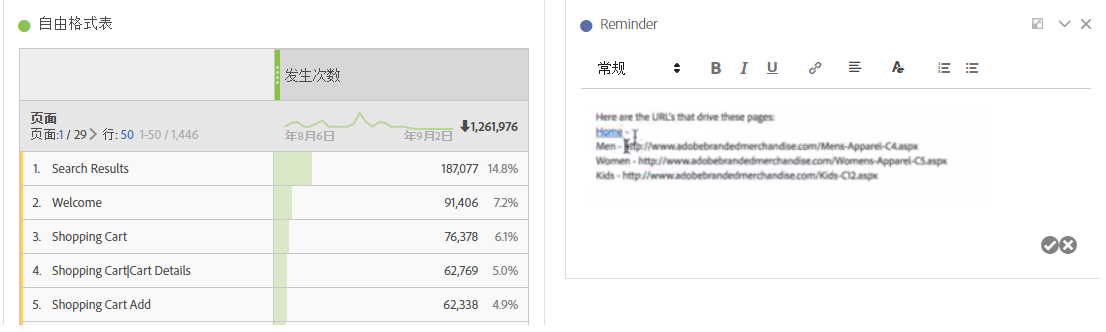 自由格式表
发生次数
页面
页面:1 / 29 行: 50 1-50 / 1,446
年8月6日 年9月2日 1,261,976
1. Search Results 187,077 14.8%
2. Welcome 91,406 7.2%
3. Shopping Cart 76,378 6.1%
4. Shopping Cart|Cart Details 62,769 5.0%
5. Shopping Cart Add 62,338 4.9%
Reminder
常规 B I U
Here are the URL's that drive these pages:
Home -
Men - http://www.adobebrandedmerchandise.com/Mens-Apparel-C4.aspx
Women - http://www.adobebrandedmerchandise.com/Womens-Apparel-C5.aspx
Kids - http://www.adobebrandedmerchandise.com/Kids-C12.aspx